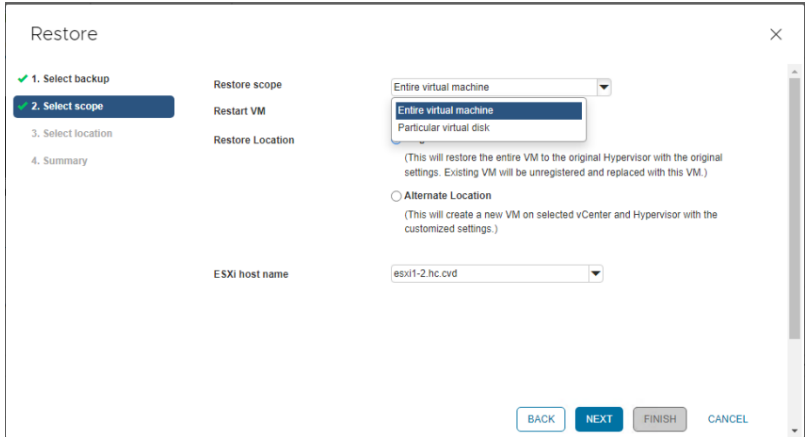 Restore
1. Select backup
2. Select scope
3. Select location
4. Summary
Restore scope
Entire virtual machine
Entire virtual machine
Particular virtual disk
Restart VM
Restore Location
(This will restore the entire VM to the original Hypervisor with the original
settings. Existing VM will be unregistered and replaced with this VM.)
Alternate Location
(This will create a new VM on selected vCenter and Hypervisor with the
customized settings.)
ESXi host name
esxi1-2.hc.cvd
BACK
NEXT
FINISH
CANCEL